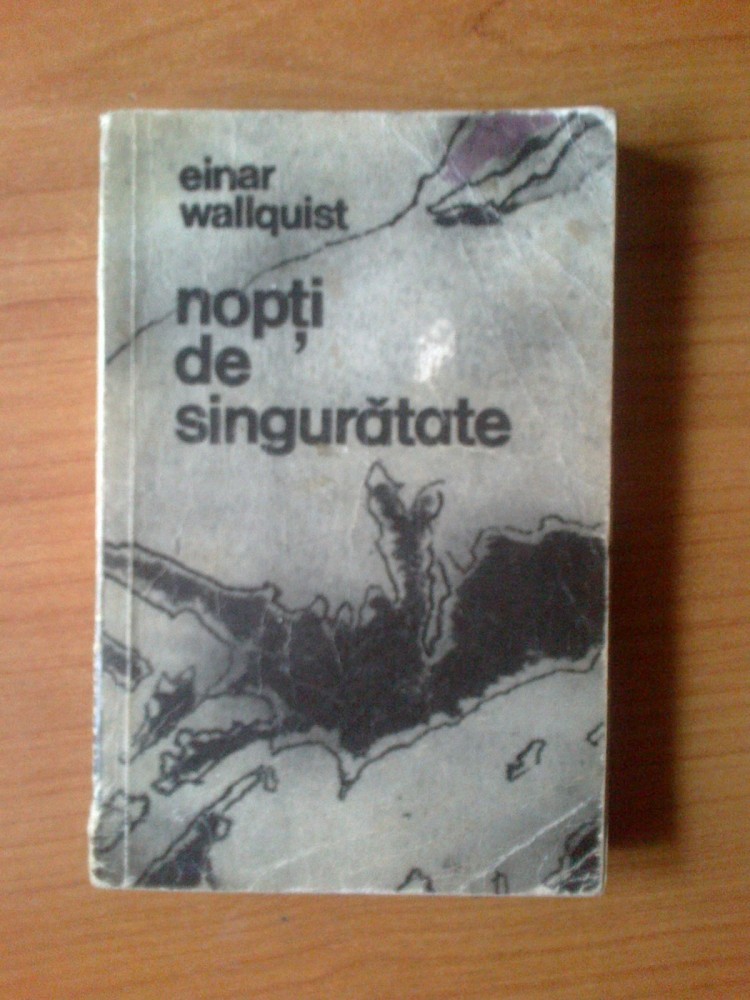 einar
wallquist
nopți
de
singurătate